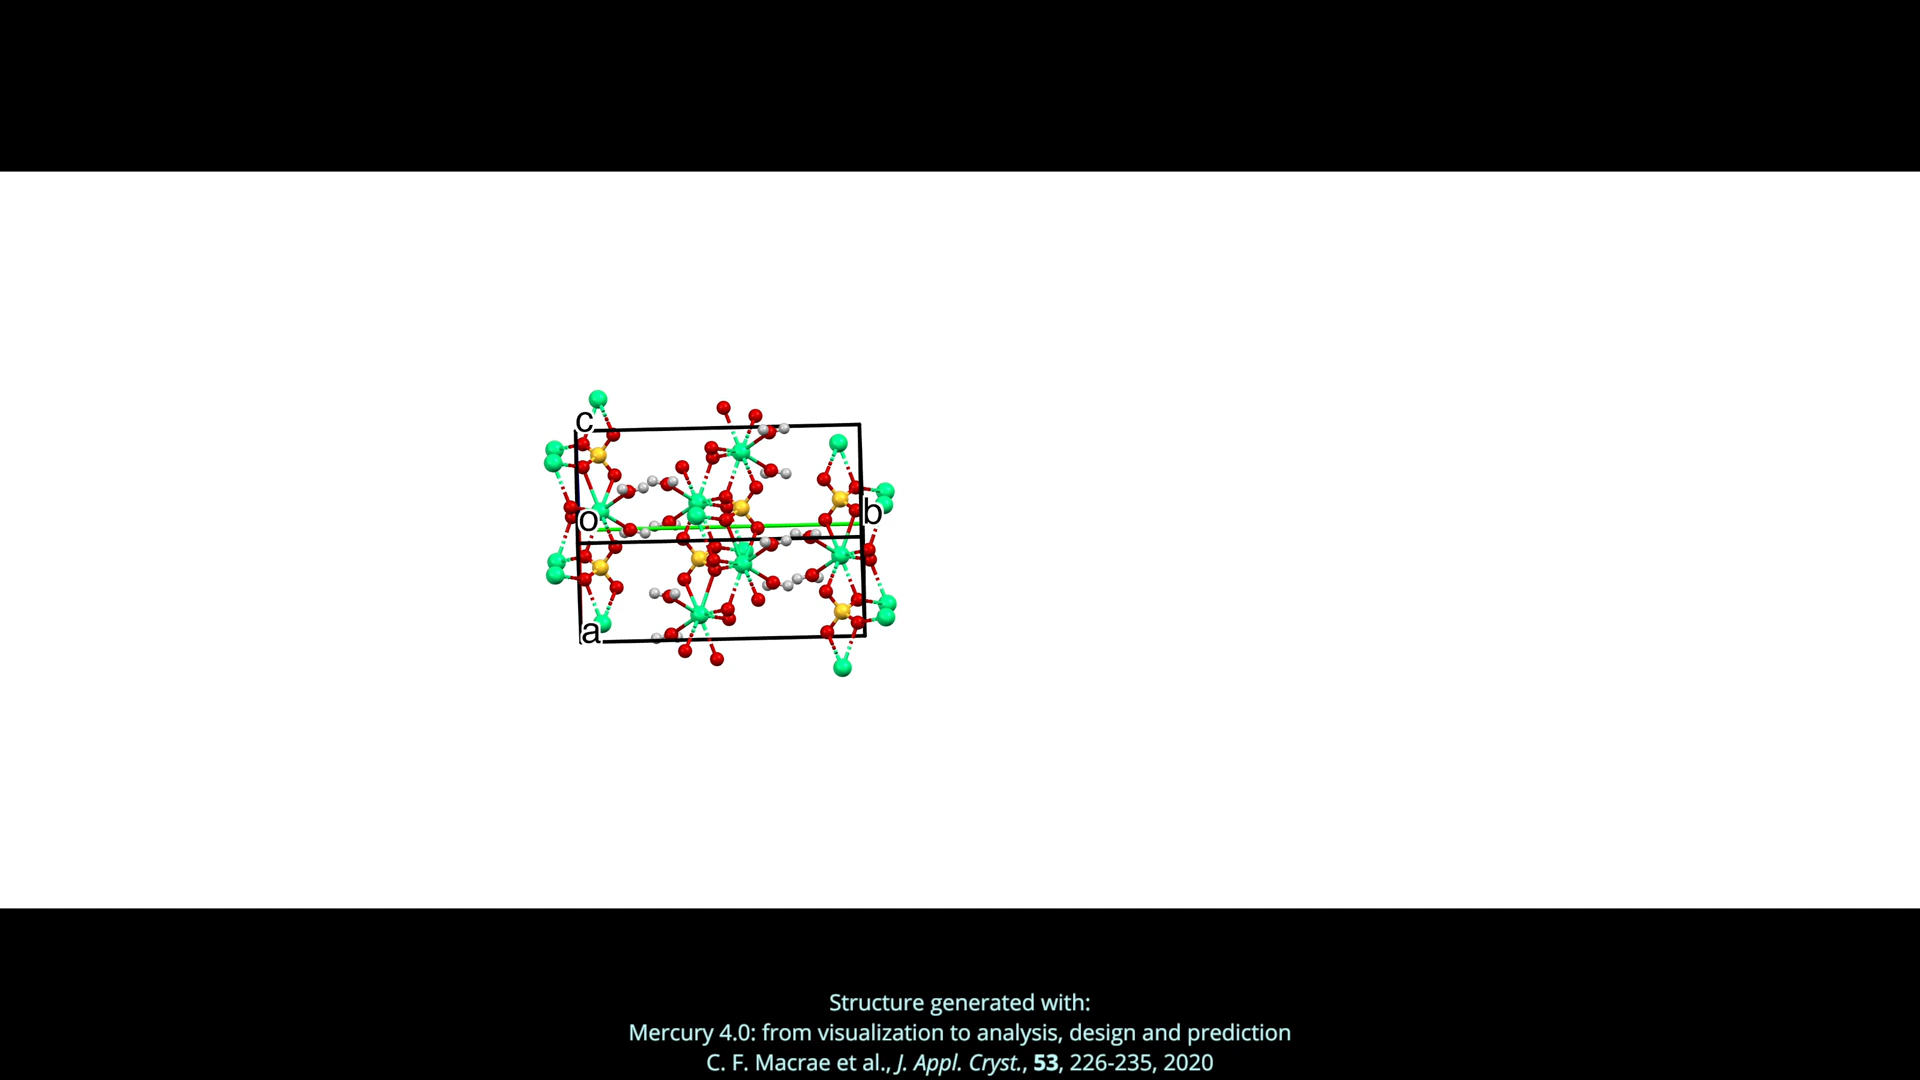 c
o
b
a
Structure generated with:
Mercury 4.0: from visualization to analysis, design and prediction
C. F. Macrae et al., J. Appl. Cryst., 53, 226-235, 2020